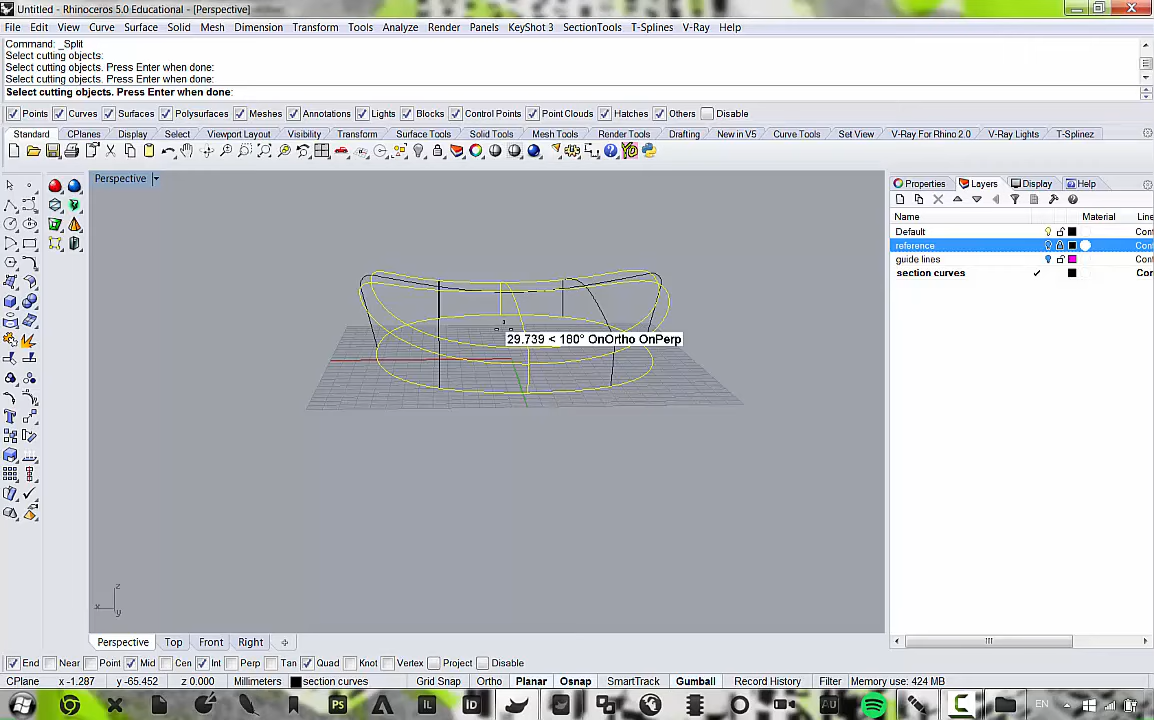 Untitled - Rhinoceros 5.0 Educational - [Perspective]
File Edit View Curve Surface Solid Mesh Dimension Transform Tools Analyze Render Panels KeyShot 3 SectionTools T-Splines V-Ray Help
Command: _Split
Select cutting objects.
Select cutting objects. Press Enter when done:
Select cutting objects. Press Enter when done:
Select cutting objects. Press Enter when done:
Points Curves Surfaces Polysurfaces Meshes Annotations Lights Blocks Control Points Point Clouds Hatches Others Disable
Standard CPlanes Display Select Viewport Layout Visibility Transform Surface Tools Solid Tools Mesh Tools Render Tools Drafting New in V5 Curve Tools Set View V-Ray For Rhino 2.0 V-Ray Lights T-Splinez
Perspective
Properties Layers Display Help
Name Material Line
Default Cont
reference Cont
guide lines Cont
section curves Cor
29.739 < 180° OnOrtho OnPerp
z
x y
Perspective Top Front Right
End Near Point Mid Cen Int Perp Tan Quad Knot Vertex Project Disable
CPlane x -1.287 y -65.452 z 0.000 Millimeters section curves Grid Snap Ortho Planar Osnap SmartTrack Gumball Record History Filter Memory use: 424 MB
PS IL ID AU EN